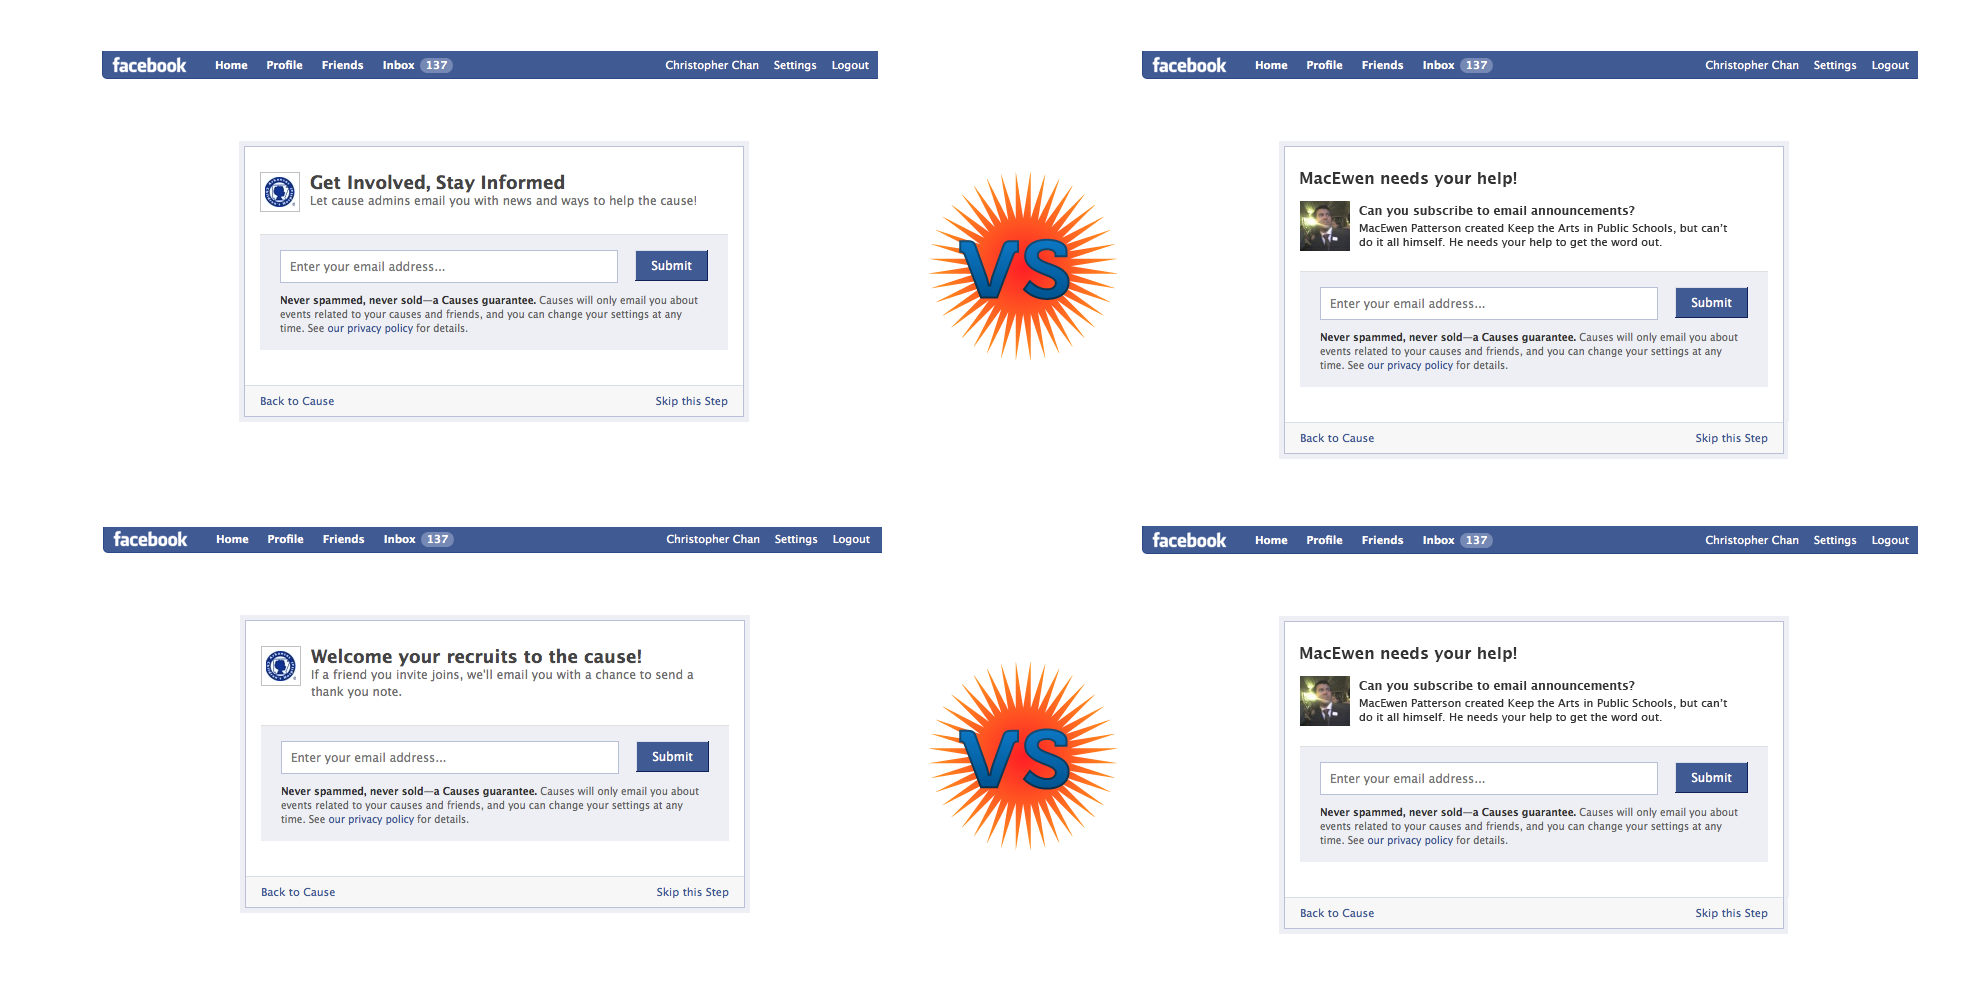 facebook Home Profile Friends Inbox 137 Christopher Chan Settings Logout
Get Involved, Stay Informed
Let cause admins email you with news and ways to help the cause!
Enter your email address...
Submit
Never spammed, never sold—a Causes guarantee. Causes will only email you about
events related to your causes and friends, and you can change your settings at any
time. See our privacy policy for details.
Back to Cause
Skip this Step
VS
facebook Home Profile Friends Inbox 137 Christopher Chan Settings Logout
MacEwen needs your help!
Can you subscribe to email announcements?
MacEwen Patterson created Keep the Arts in Public Schools, but can't
do it all himself. He needs your help to get the word out.
Enter your email address...
Submit
Never spammed, never sold—a Causes guarantee. Causes will only email you about
events related to your causes and friends, and you can change your settings at any
time. See our privacy policy for details.
Back to Cause
Skip this Step
facebook Home Profile Friends Inbox 137 Christopher Chan Settings Logout
Welcome your recruits to the cause!
If a friend you invite joins, we'll email you with a chance to send a
thank you note.
Enter your email address...
Submit
Never spammed, never sold—a Causes guarantee. Causes will only email you about
events related to your causes and friends, and you can change your settings at any
time. See our privacy policy for details.
Back to Cause
Skip this Step
VS
facebook Home Profile Friends Inbox 137 Christopher Chan Settings Logout
MacEwen needs your help!
Can you subscribe to email announcements?
MacEwen Patterson created Keep the Arts in Public Schools, but can't
do it all himself. He needs your help to get the word out.
Enter your email address...
Submit
Never spammed, never sold—a Causes guarantee. Causes will only email you about
events related to your causes and friends, and you can change your settings at any
time. See our privacy policy for details.
Back to Cause
Skip this Step